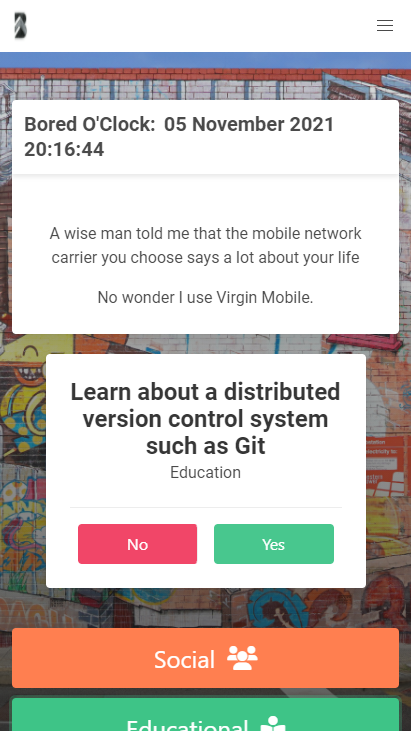 Bored O'Clock: 05 November 2021
20:16:44
A wise man told me that the mobile network
carrier you choose says a lot about your life
No wonder I use Virgin Mobile.
Learn about a distributed
version control system
such as Git
Education
No
Yes
Social
Educational